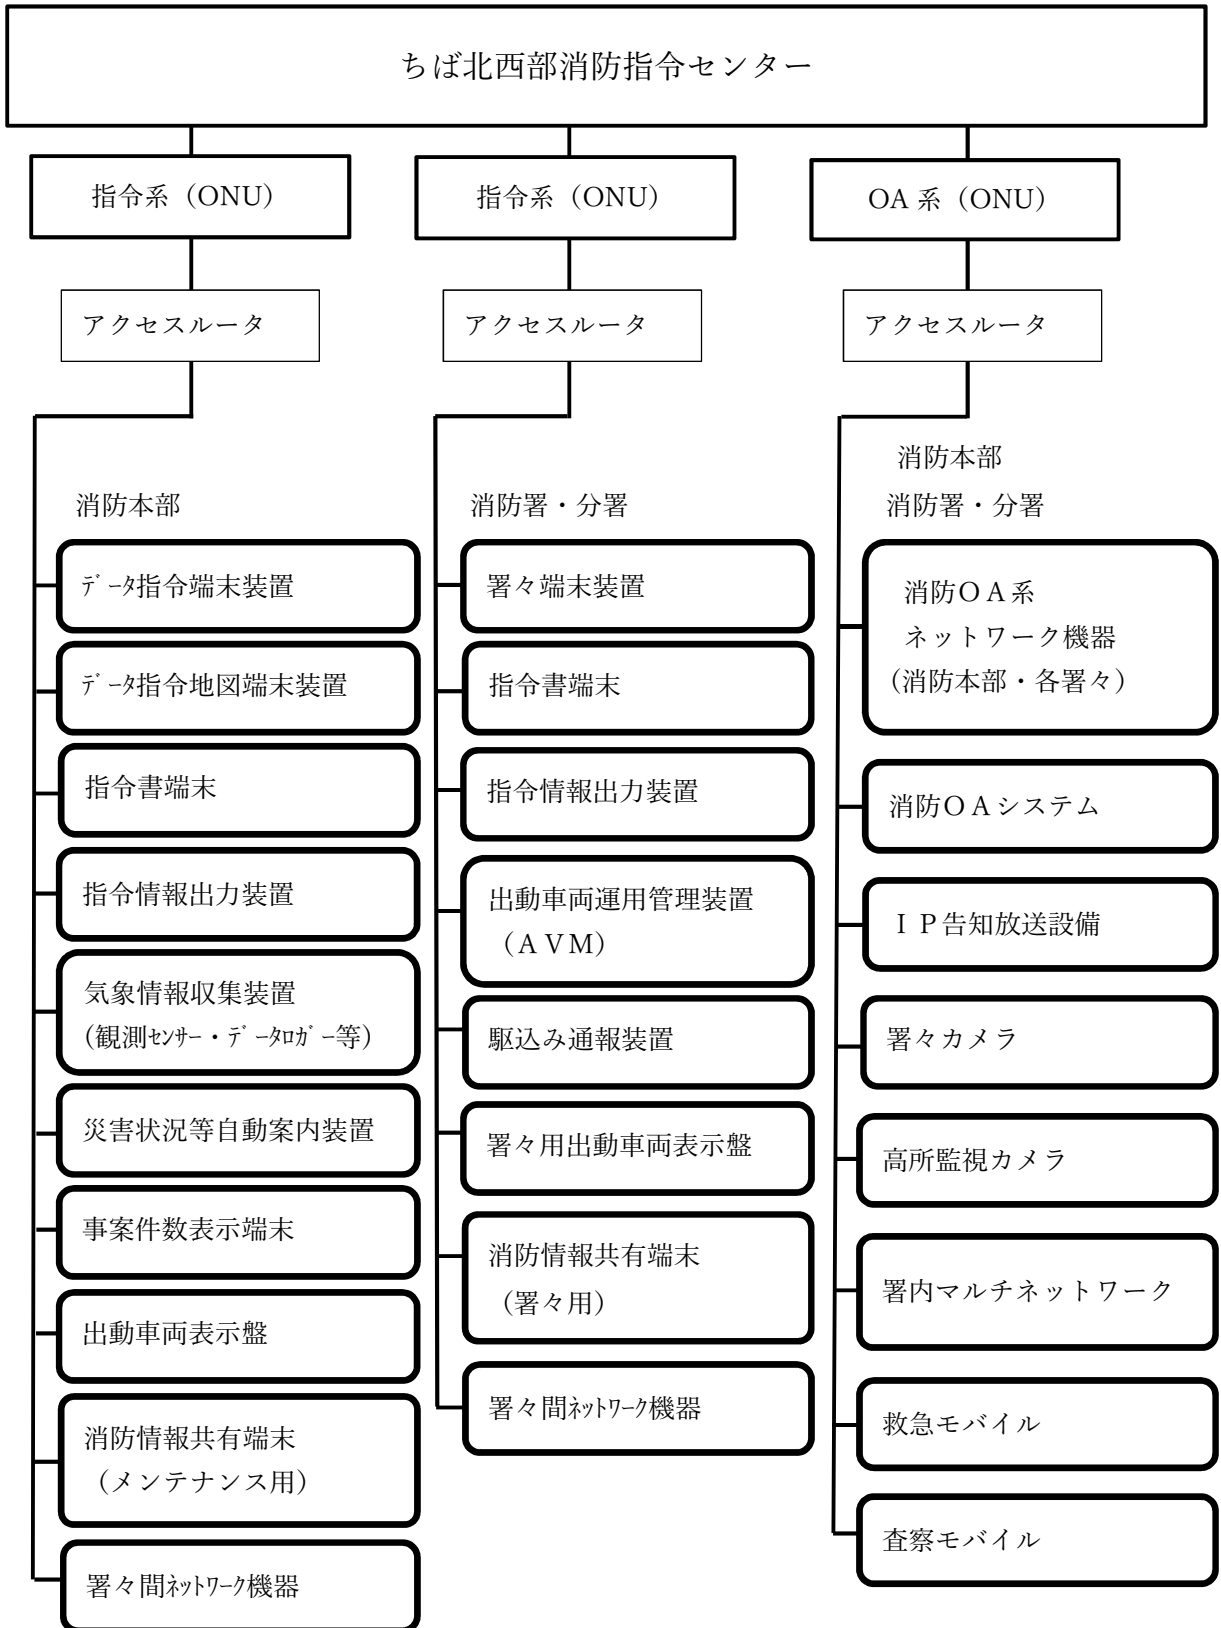 ちば北西部消防指令センター
指令系（ONU）
指令系（ONU）
OA 系（ONU）
アクセスルータ
アクセスルータ
アクセスルータ
消防本部
ﾃﾞｰﾀ指令端末装置
ﾃﾞｰﾀ指令地図端末装置
指令書端末
指令情報出力装置
気象情報収集装置
(観測ｾﾝｻｰ・ﾃﾞｰﾀﾛｶﾞｰ等)
災害状況等自動案内装置
事案件数表示端末
出動車両表示盤
消防情報共有端末
（メンテナンス用）
署々間ﾈｯﾄﾜｰｸ機器
消防署・分署
署々端末装置
指令書端末
指令情報出力装置
出動車両運用管理装置
（ＡＶＭ）
駆込み通報装置
署々用出動車両表示盤
消防情報共有端末
（署々用）
署々間ﾈｯﾄﾜｰｸ機器
消防本部
消防署・分署
消防ＯＡ系
ネットワーク機器
（消防本部・各署々）
消防ＯＡシステム
ＩＰ告知放送設備
署々カメラ
高所監視カメラ
署内マルチネットワーク
救急モバイル
査察モバイル